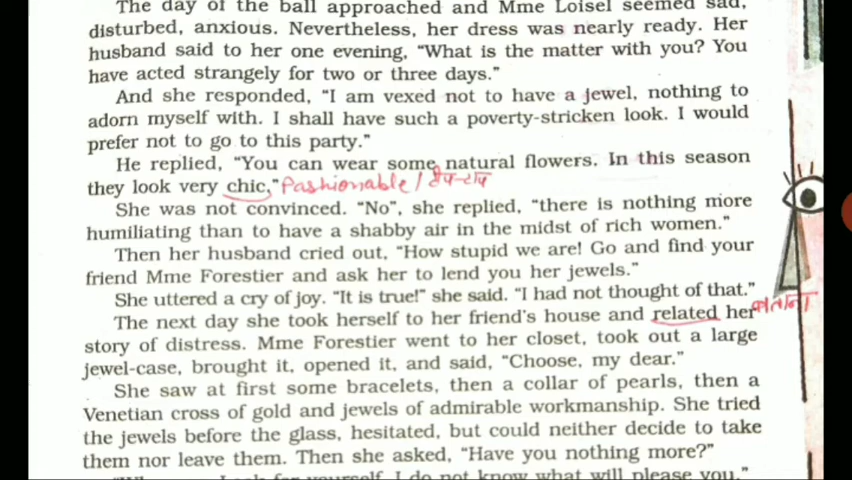 The day of the ball approached and Mme Loisel seemed sad,
disturbed, anxious. Nevertheless, her dress was nearly ready. Her
husband said to her one evening, “What is the matter with you? You
have acted strangely for two or three days.”
And she responded, “I am vexed not to have a jewel, nothing to
adorn myself with. I shall have such a poverty-stricken look. I would
prefer not to go to this party.”
He replied, “You can wear some natural flowers. In this season
they look very chic.” Fashionable /
She was not convinced. “No”, she replied, “there is nothing more
humiliating than to have a shabby air in the midst of rich women.”
Then her husband cried out, “How stupid we are! Go and find your
friend Mme Forestier and ask her to lend you her jewels.”
She uttered a cry of joy. “It is true!” she said. “I had not thought of that.”
The next day she took herself to her friend's house and related her बताना
story of distress. Mme Forestier went to her closet, took out a large
jewel-case, brought it, opened it, and said, “Choose, my dear.”
She saw at first some bracelets, then a collar of pearls, then a
Venetian cross of gold and jewels of admirable workmanship. She tried
the jewels before the glass, hesitated, but could neither decide to take
them nor leave them. Then she asked, “Have you nothing more?”
Look for yourself. I do not know what will please you.”